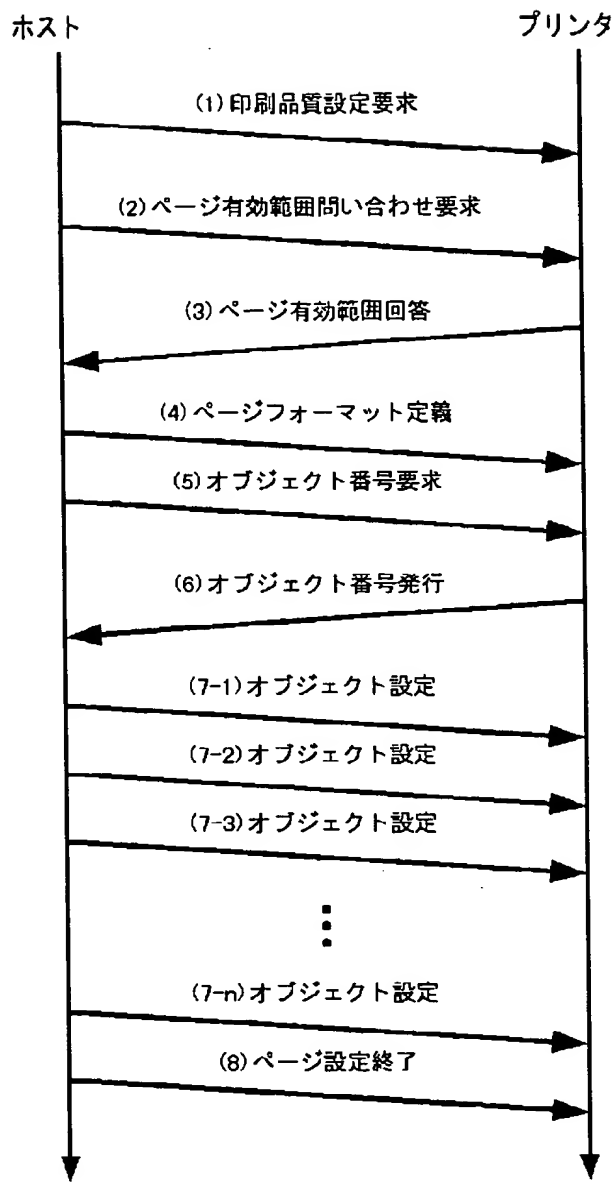 ホスト
プリンタ
(1)印刷品質設定要求
(2)ページ有効範囲問い合わせ要求
(3)ページ有効範囲回答
(4)ページフォーマット定義
(5)オブジェクト番号要求
(6)オブジェクト番号発行
(7-1)オブジェクト設定
(7-2)オブジェクト設定
(7-3)オブジェクト設定
(7-n)オブジェクト設定
(8)ページ設定終了